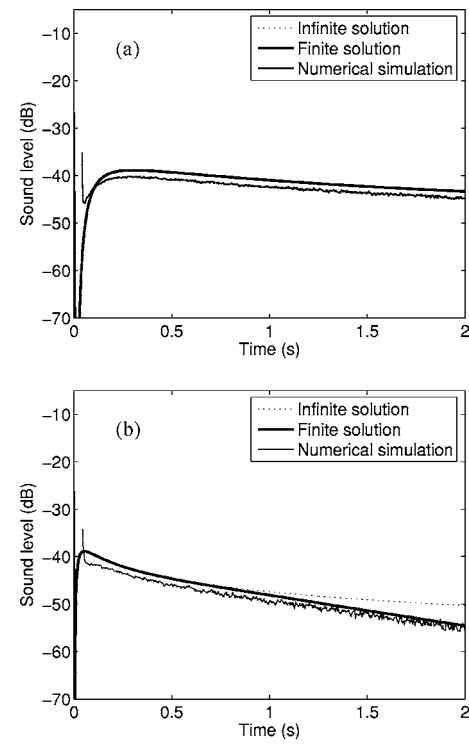 (a)
Infinite solution
Finite solution
Numerical simulation
Sound level (dB)
−10
−20
−30
−40
−50
−60
−70
0
0.5
1
1.5
2
Time (s)
(b)
Infinite solution
Finite solution
Numerical simulation
Sound level (dB)
−10
−20
−30
−40
−50
−60
−70
0
0.5
1
1.5
2
Time (s)